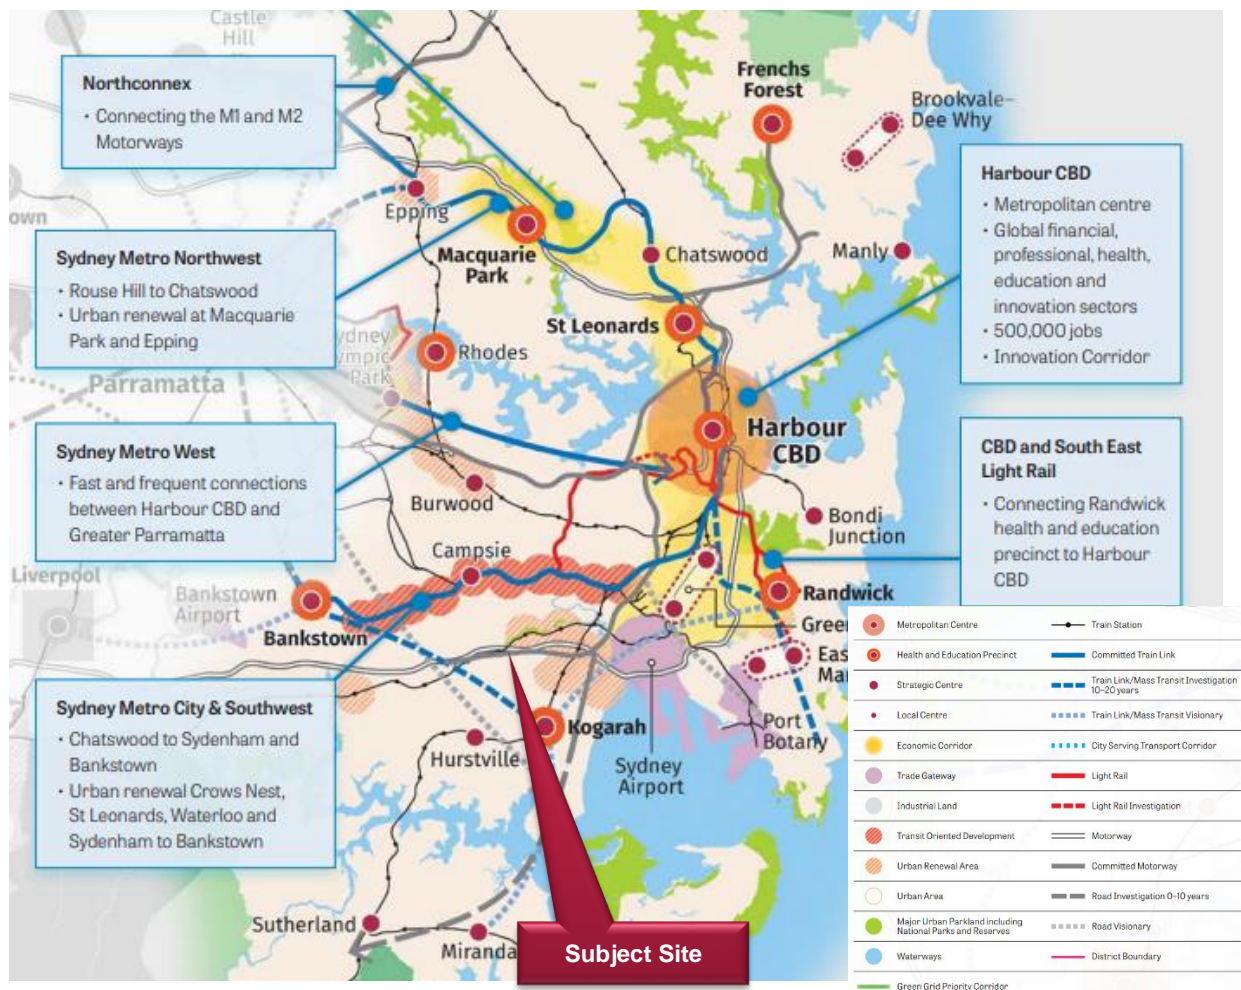 Castle
Hill
Northconnex
• Connecting the M1 and M2
Motorways
Frenchs
Forest
Brookvale–
Dee Why
Harbour CBD
• Metropolitan centre
• Global financial,
professional, health,
education and
innovation sectors
• 500,000 jobs
• Innovation Corridor
own
Epping
Sydney Metro Northwest
• Rouse Hill to Chatswood
• Urban renewal at Macquarie
Park and Epping
Macquarie
Park
Chatswood
Manly
St Leonards
ydney
ympic
Park
Rhodes
Parramatta
Harbour
CBD
Sydney Metro West
• Fast and frequent connections
between Harbour CBD and
Greater Parramatta
CBD and South East
Light Rail
• Connecting Randwick
health and education
precinct to Harbour
CBD
Burwood
Bondi
Junction
Campsie
Liverpool
Bankstown
Airport
Bankstown
Randwick
Green
Eas
Ma
Sydney Metro City & Southwest
• Chatswood to Sydenham and
Bankstown
• Urban renewal Crows Nest,
St Leonards, Waterloo and
Sydenham to Bankstown
Kogarah
Hurstville
Port
Botany
Sydney
Airport
Sutherland
Miranda
Subject Site
Metropolitan Centre
Health and Education Precinct
Strategic Centre
Local Centre
Economic Corridor
Trade Gateway
Industrial Land
Transit Oriented Development
Urban Renewal Area
Urban Area
Major Urban Parkland including
National Parks and Reserves
Waterways
Green Grid Priority Corridor
Train Station
Committed Train Link
Train Link/Mass Transit Investigation
10–20 years
Train Link/Mass Transit Visionary
City Serving Transport Corridor
Light Rail
Light Rail Investigation
Motorway
Committed Motorway
Road Investigation 0–10 years
Road Visionary
District Boundary